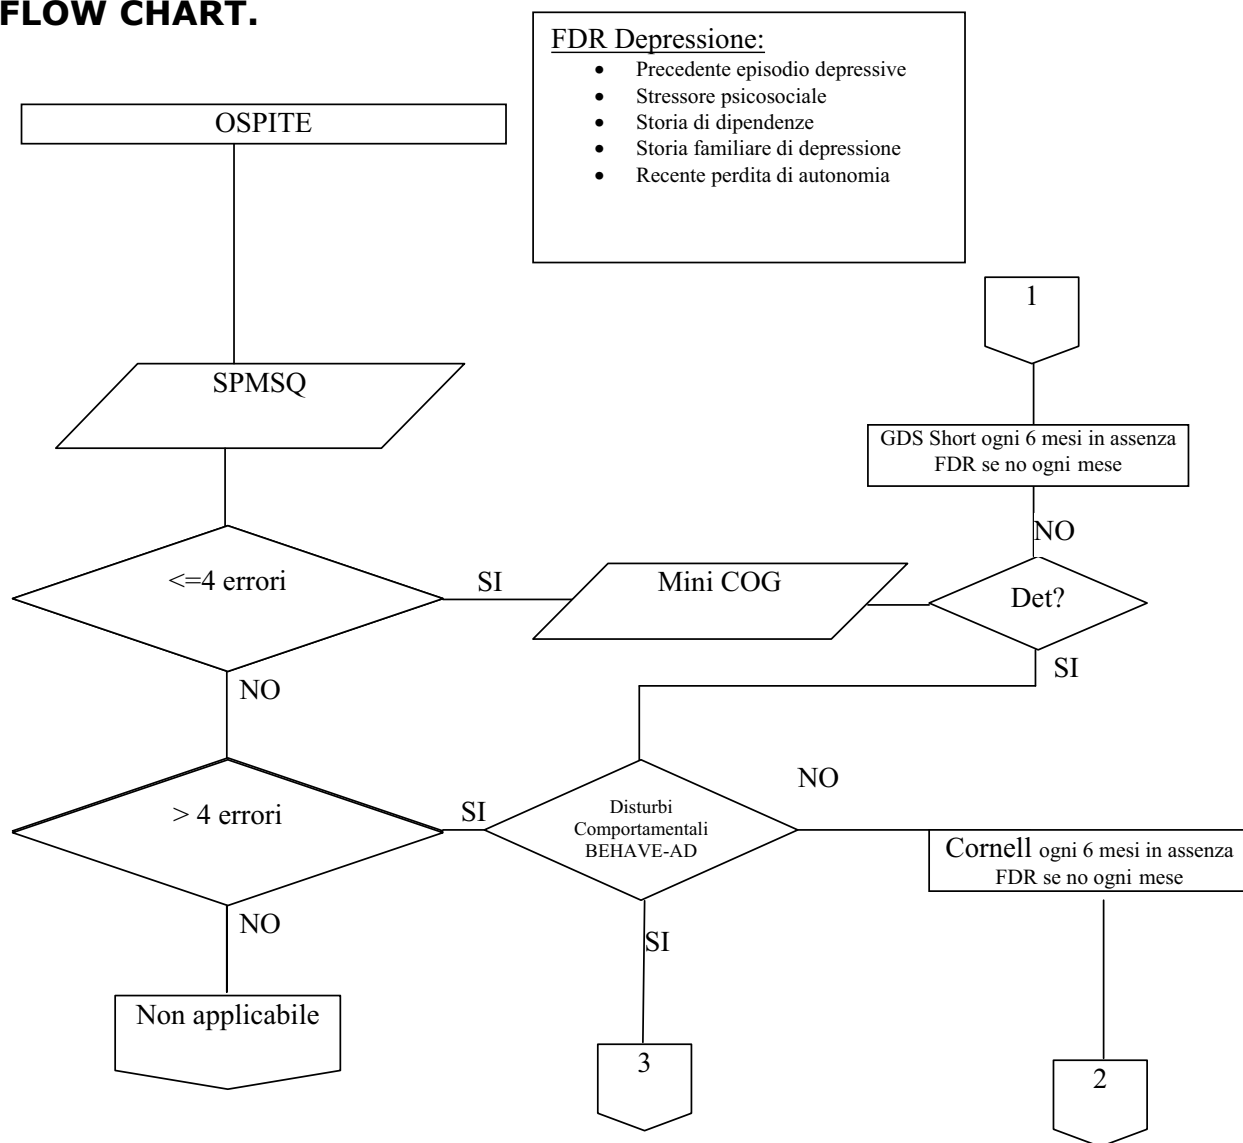 FLOW CHART.
FDR Depressione:
• Precedente episodio depressive
• Stressore psicosociale
• Storia di dipendenze
• Storia familiare di depressione
• Recente perdita di autonomia
OSPITE
1
SPMSQ
GDS Short ogni 6 mesi in assenza
FDR se no ogni mese
NO
<=4 errori
SI
Mini COG
Det?
SI
NO
NO
> 4 errori
SI
Disturbi
Comportamentali
BEHAVE-AD
Cornell ogni 6 mesi in assenza
FDR se no ogni mese
NO
SI
Non applicabile
3
2